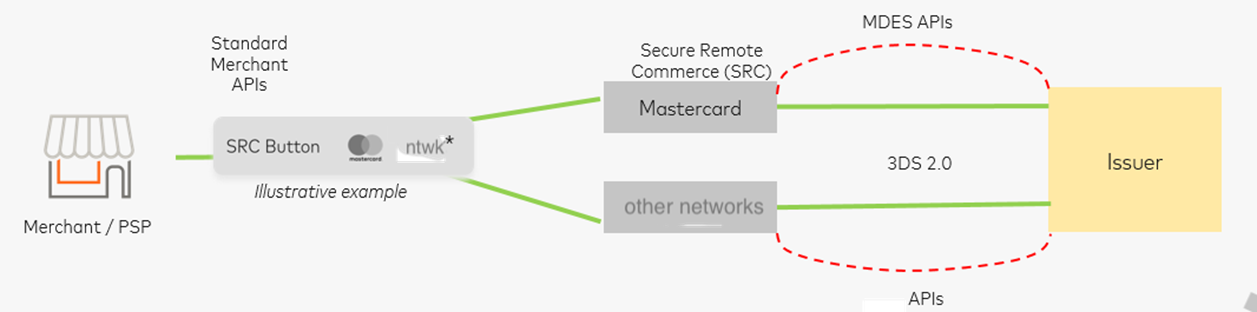 Standard
Merchant
APIs
SRC Button
mastercard
ntwk*
Illustrative example
Merchant / PSP
Secure Remote
Commerce (SRC)
Mastercard
other networks
MDES APIs
3DS 2.0
APIs
Issuer